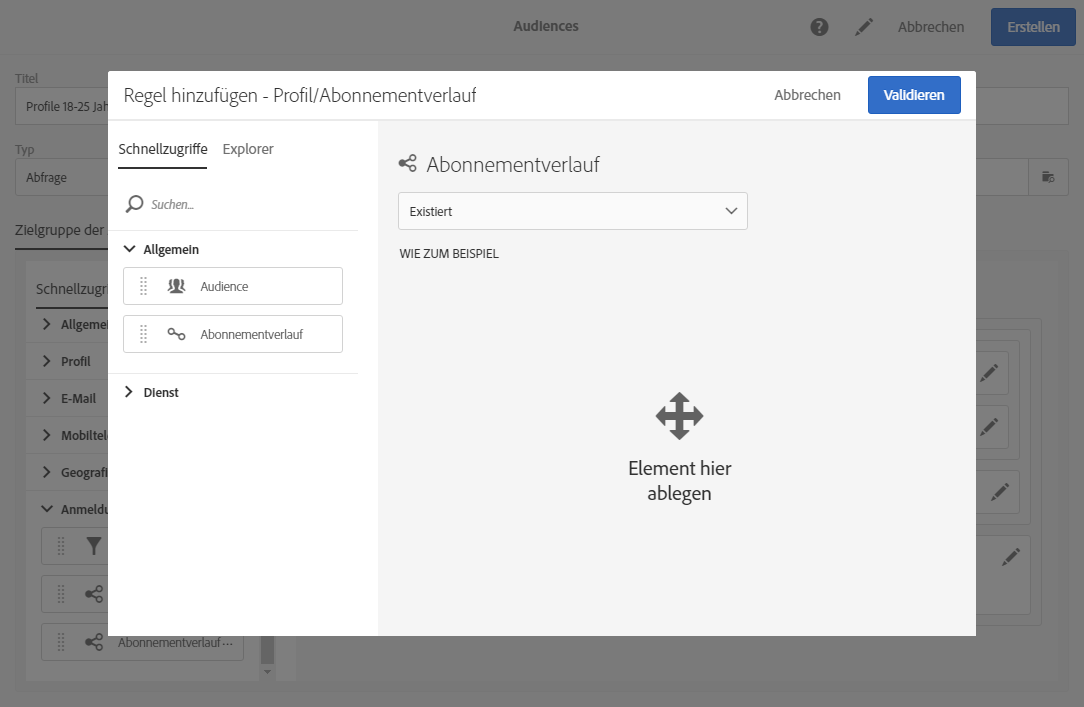 Audiences
Abbrechen
Erstellen
Titel
Profile 18-25 Jah
Typ
Abfrage
Zielgruppe der
Schnellzugri
Allgemei
Profil
E-Mail
Mobiltel
Geografi
Anmeldu
Abonnementverlauf ···
Regel hinzufügen - Profil/Abonnementverlauf
Abbrechen
Validieren
Schnellzugriffe
Explorer
Suchen...
Allgemein
Audience
Abonnementverlauf
Dienst
Abonnementverlauf
Existiert
WIE ZUM BEISPIEL
Element hier
ablegen